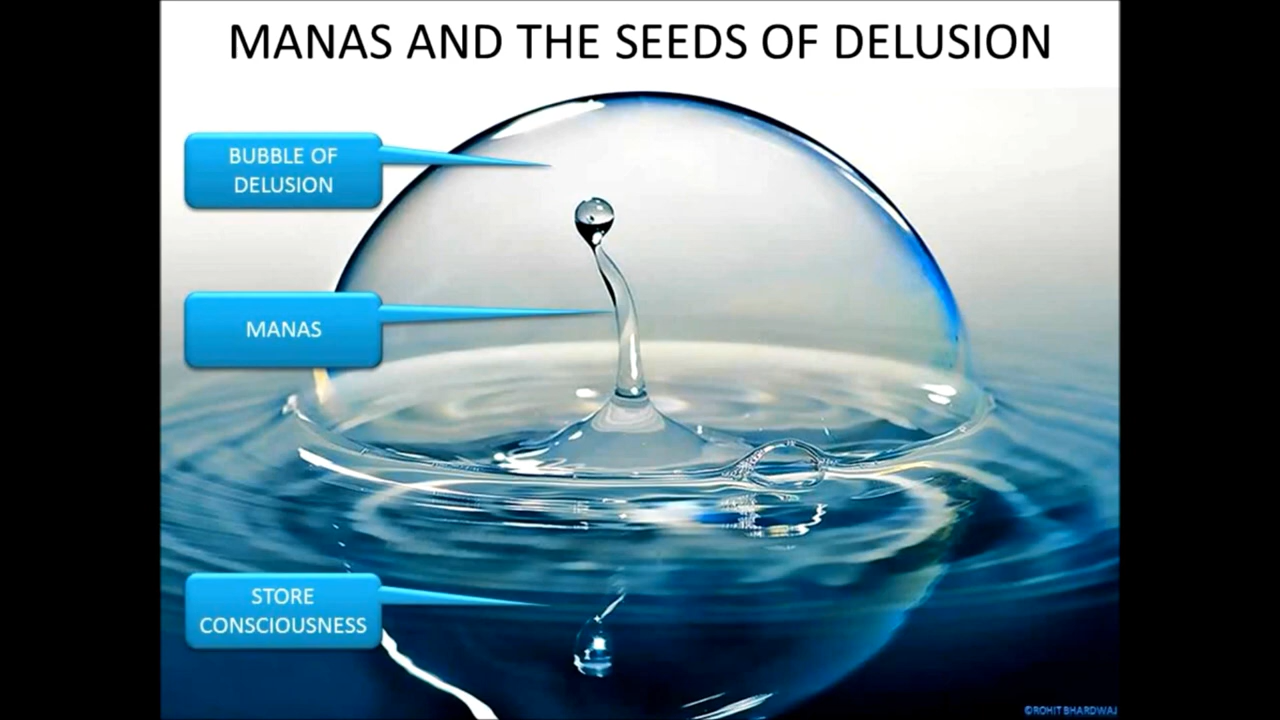 MANAS AND THE SEEDS OF DELUSION
BUBBLE OF
DELUSION
MANAS
STORE
CONSCIOUSNESS
©ROHIT BHARDWAJ